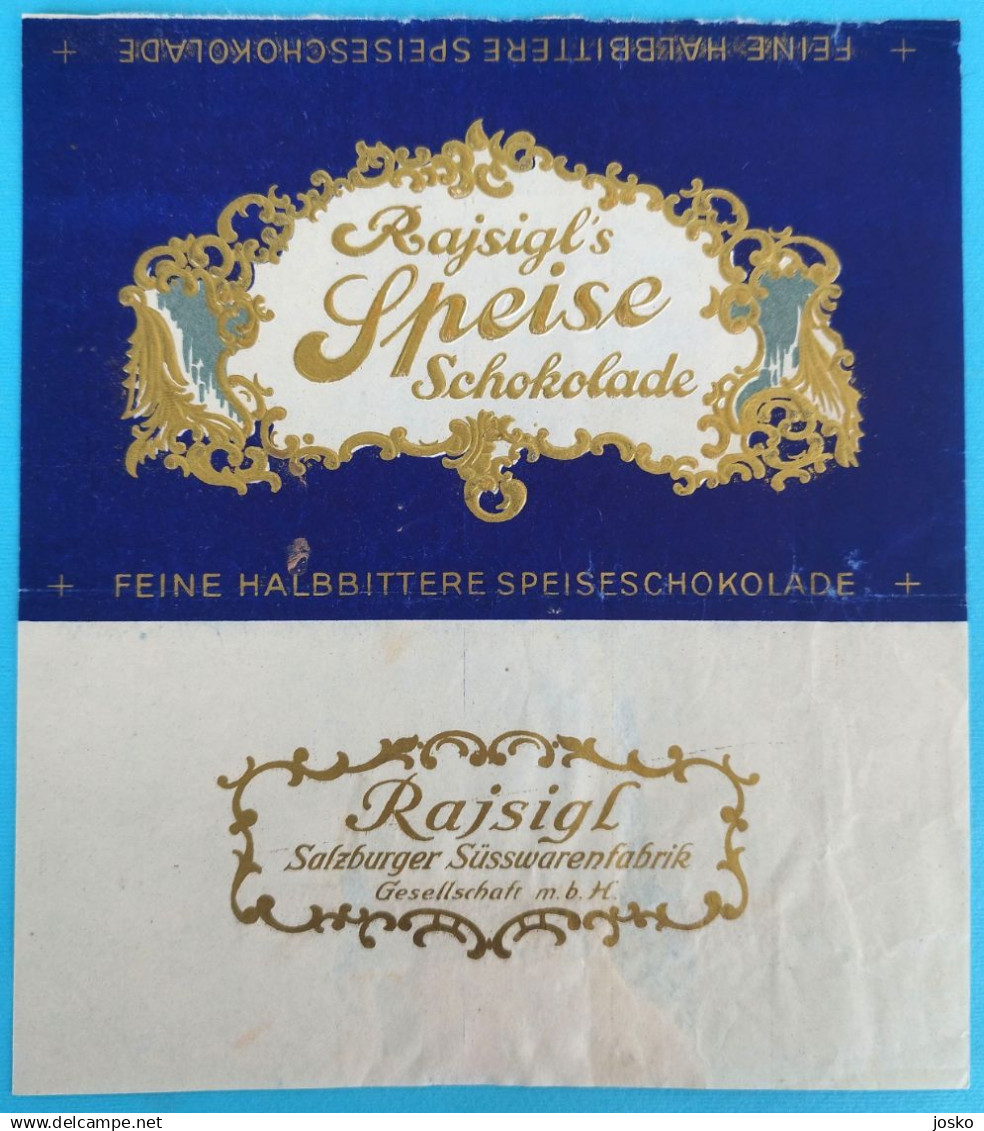 + FEINE HALBBITTERE SPEISESCHOKOLADE +
Rajsigl's
Speise
Schokolade
+ FEINE HALBBITTERE SPEISESCHOKOLADE +
Rajsigl
Salzburger Süsswarenfabrik
Gesellschaft m. b. H.
www.delcampe.net
josko